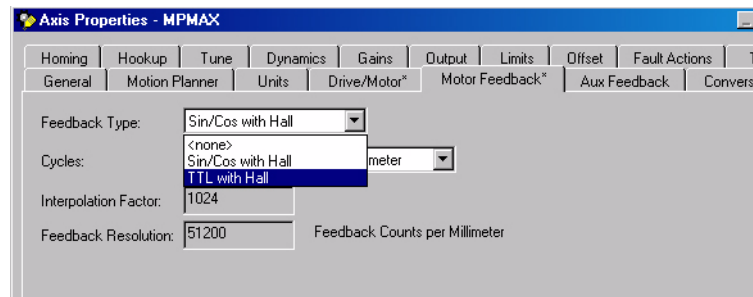 Axis Properties - MPMAX
Homing Hookup Tune Dynamics Gains Output Limits Offset Fault Actions
General Motion Planner Units Drive/Motor* Motor Feedback* Aux Feedback Convers
Feedback Type: Sin/Cos with Hall
<none>
Cycles: Sin/Cos with Hall meter
TTL with Hall
Interpolation Factor: 1024
Feedback Resolution: 51200 Feedback Counts per Millimeter